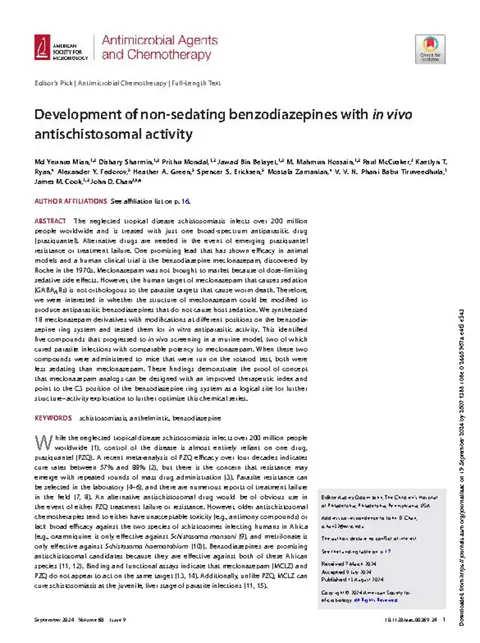 AMERICAN
SOCIETY FOR
MICROBIOLOGY
Antimicrobial Agents
and Chemotherapy
Check for
updates
Editor's Pick | Antimicrobial Chemotherapy | Full-Length Text
Development of non-sedating benzodiazepines with in vivo
antischistosomal activity
Md Yeunus Mian,1,2 Dishary Sharmin,1,2 Prithu Mondal,1,2 Jawad Bin Belayet,1,2 M. Mahmun Hossain,1,2 Paul McCusker,2 Kaetlyn T.
Ryan,4 Alexander Y. Fedorov, Heather A. Green, Spencer S. Ericksen, Mostafa Zamanian,4 V. V. N. Phani Babu Tiruveedhula,
James M. Cook,1,2 John D. Chan
AUTHOR AFFILIATIONS See affiliation list on p. 16.
ABSTRACT The neglected tropical disease schistosomiasis infects over 200 million
people worldwide and is treated with just one broad-spectrum antiparasitic drug
(praziquantel). Alternative drugs are needed in the event of emerging praziquantel
resistance or treatment failure. One promising lead that has shown efficacy in animal
models and a human clinical trial is the benzodiazepine meclonazepam, discovered by
Roche in the 1970s. Meclonazepam was not brought to market because of dose-limiting
sedative side effects. However, the human target of meclonazepam that causes sedation
(GABAARs) is not orthologous to the parasite targets that cause worm death. Therefore,
we were interested in whether the structure of meclonazepam could be modified to
produce antiparasitic benzodiazepines that do not cause host sedation. We synthesized
18 meclonazepam derivatives with modifications at different positions on the benzodia-
zepine ring system and tested them for in vitro antiparasitic activity. This identified
five compounds that progressed to in vivo screening in a murine model, two of which
cured parasite infections with comparable potency to meclonazepam. When these two
compounds were administered to mice that were run on the rotarod test, both were
less sedating than meclonazepam. These findings demonstrate the proof of concept
that meclonazepam analogs can be designed with an improved therapeutic index and
point to the C3 position of the benzodiazepine ring system as a logical site for further
structure–activity exploration to further optimize this chemical series.
KEYWORDS schistosomiasis, anthelmintic, benzodiazepine
While the neglected tropical disease schistosomiasis infects over 200 million people
worldwide (1), control of the disease is almost entirely reliant on one drug,
praziquantel (PZQ). A recent meta-analysis of PZQ efficacy over four decades indicates
cure rates between 57% and 88% (2), but there is the concern that resistance may
emerge with repeated rounds of mass drug administration (3). Parasite resistance can
be selected in the laboratory (4–6), and there are numerous reports of treatment failure
in the field (7, 8). An alternative antischistosomal drug would be of obvious use in
the event of either PZQ treatment failure or resistance. However, older antischistosomal
chemotherapies tend to either have unacceptable toxicity (e.g., antimony compounds) or
lack broad efficacy against the two species of schistosomes infecting humans in Africa
(e.g., oxamniquine is only effective against Schistosoma mansoni (9), and metrifonate is
only effective against Schistosoma haematobium (10)). Benzodiazepines are promising
antischistosomal candidates because they are effective against both of these African
species (11, 12). Binding and functional assays indicate that meclonazepam (MCLZ) and
PZQ do not appear to act on the same target (13, 14). Additionally, unlike PZQ, MCLZ can
cure schistosomiasis at the juvenile, liver stage of parasite infections (11, 15).
Editor Audrey Odom John, The Children's Hospital
of Philadelphia, Philadelphia, Pennsylvania, USA
Address correspondence to John D. Chan,
The authors declare no conflict of interest.
See the funding table on p. 17.
Received 7 March 2024
Accepted 9 July 2024
Published 13 August 2024
Copyright © 2024 American Society for
Microbiology. All Rights Reserved.
September 2024 Volume 68 Issue 9
10.1128/aac.00369-24 1
Downloaded from https://journals.asm.org/journal/aac on 19 September 2024 by